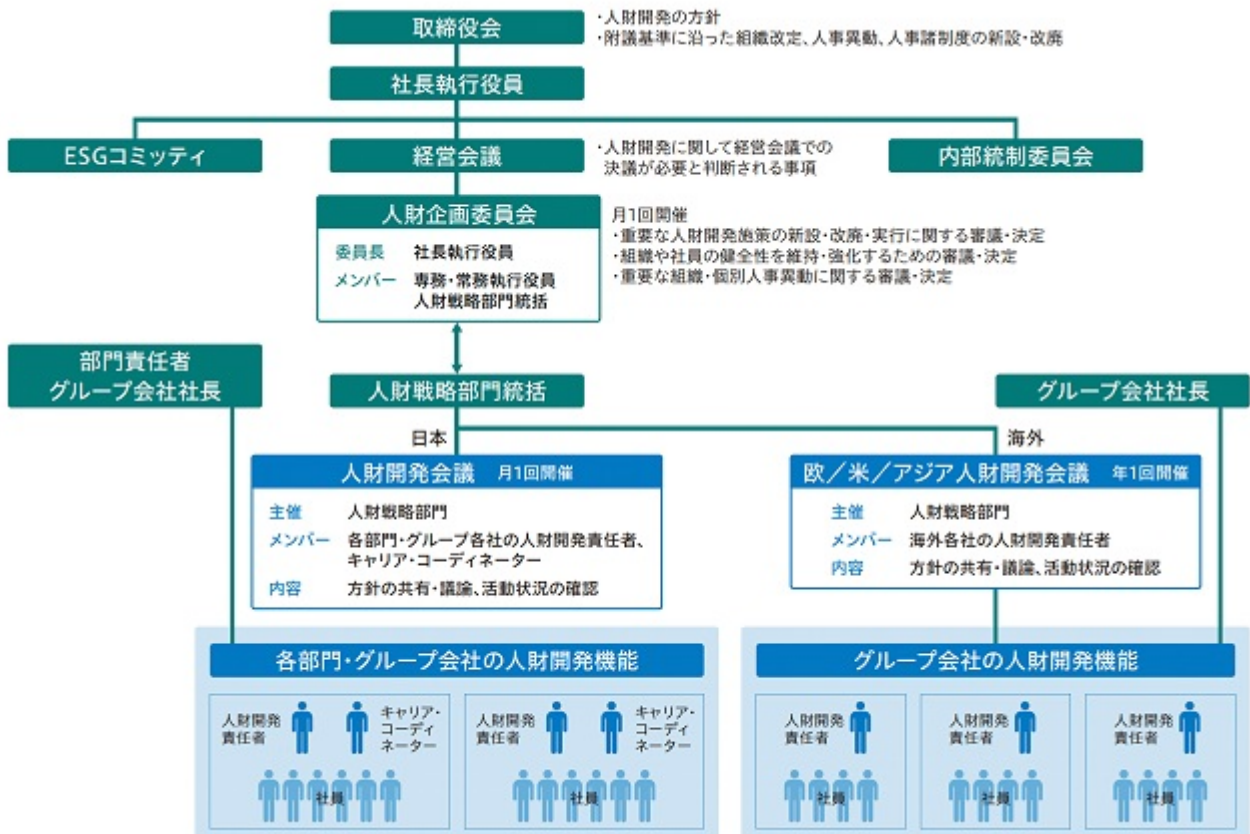 取締役会
・人財開発の方針
・附議基準に沿った組織改定、人事異動、人事諸制度の新設・改廃
社長執行役員
ESGコミッティ
経営会議
・人財開発に関して経営会議での
決議が必要と判断される事項
内部統制委員会
人財企画委員会
委員長 社長執行役員
メンバー 専務・常務執行役員
人財戦略部門統括
月1回開催
・重要な人財開発施策の新設・改廃・実行に関する審議・決定
・組織や社員の健全性を維持・強化するための審議・決定
・重要な組織・個別人事異動に関する審議・決定
部門責任者
グループ会社社長
人財戦略部門統括
グループ会社社長
日本
海外
人財開発会議 月1回開催
主催 人財戦略部門
メンバー 各部門・グループ各社の人財開発責任者、
キャリア・コーディネーター
内容 方針の共有・議論、活動状況の確認
欧／米／アジア人財開発会議 年1回開催
主催 人財戦略部門
メンバー 海外各社の人財開発責任者
内容 方針の共有・議論、活動状況の確認
各部門・グループ会社の人財開発機能
人財開発
責任者
キャリア・
コーディ
ネーター
社員
人財開発
責任者
キャリア・
コーディ
ネーター
社員
グループ会社の人財開発機能
人財開発
責任者
社員
人財開発
責任者
社員
人財開発
責任者
社員